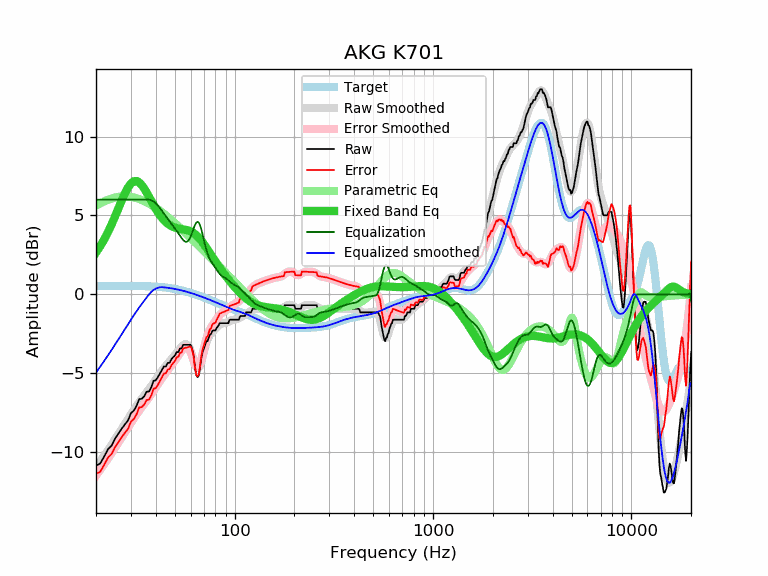 AKG K701
Target
Raw Smoothed
Error Smoothed
Raw
Error
Parametric Eq
Fixed Band Eq
Equalization
Equalized smoothed
10
5
0
−5
−10
Amplitude (dBr)
100
1000
10000
Frequency (Hz)